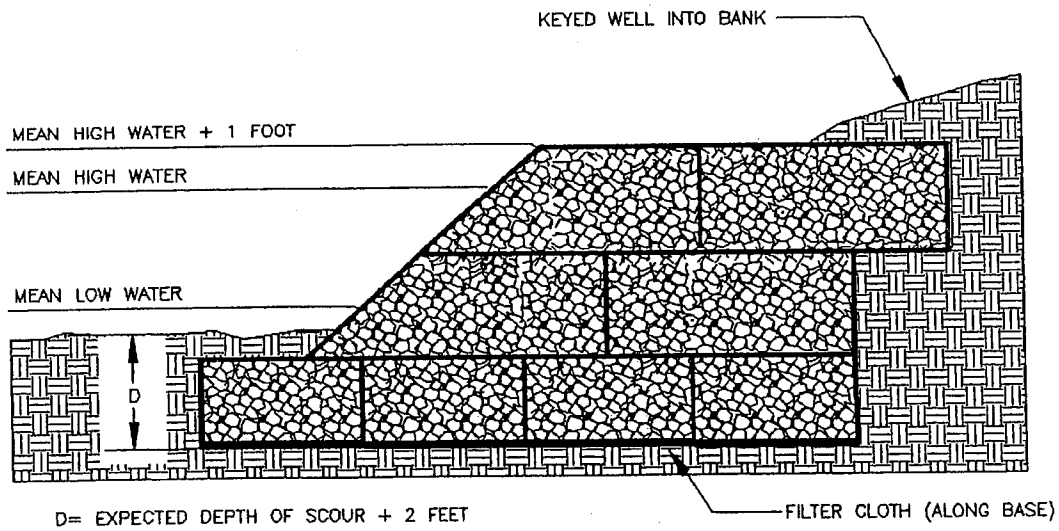 KEYED WELL INTO BANK
MEAN HIGH WATER + 1 FOOT
MEAN HIGH WATER
MEAN LOW WATER
D
D= EXPECTED DEPTH OF SCOUR + 2 FEET
FILTER CLOTH (ALONG BASE)